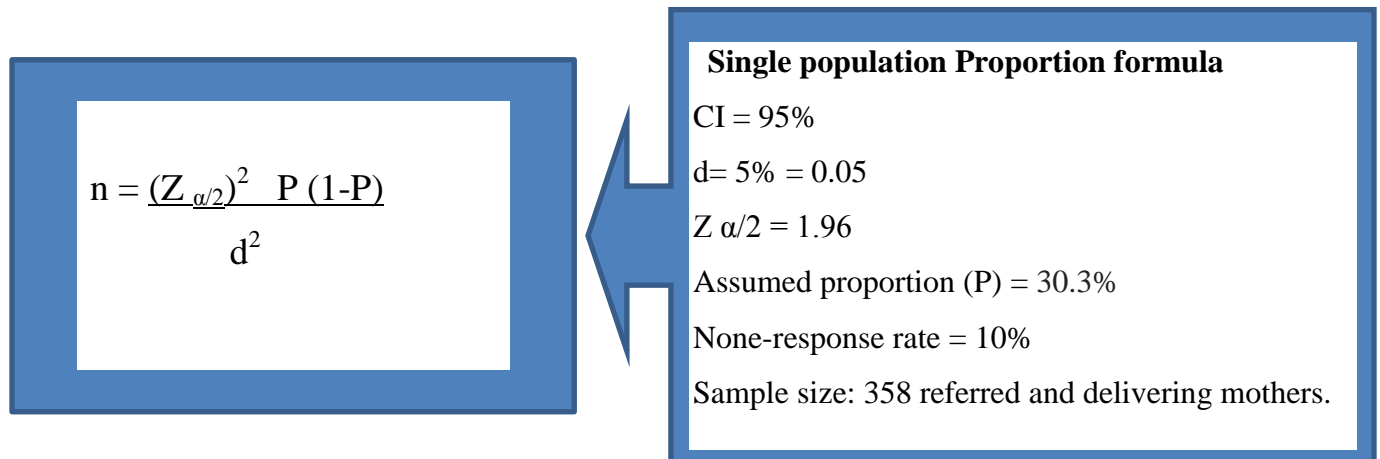 n = (Z α/2)² P (1-P)
d²
Single population Proportion formula
CI = 95%
d= 5% = 0.05
Z α/2 = 1.96
Assumed proportion (P) = 30.3%
None-response rate = 10%
Sample size: 358 referred and delivering mothers.